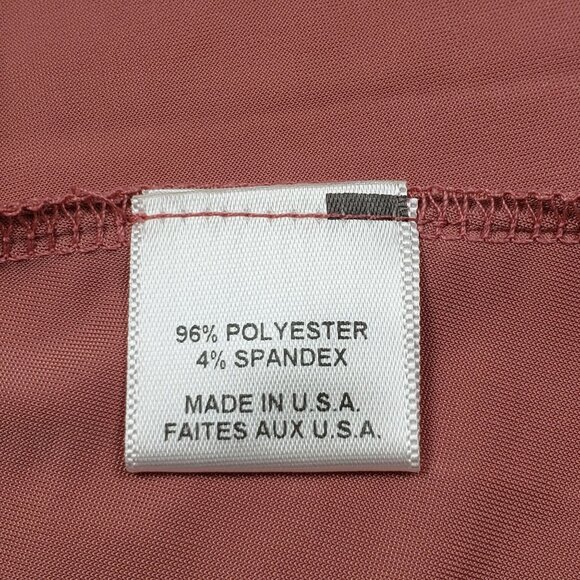 96% POLYESTER
4% SPANDEX
MADE IN U.S.A.
FAITES AUX U.S.A.